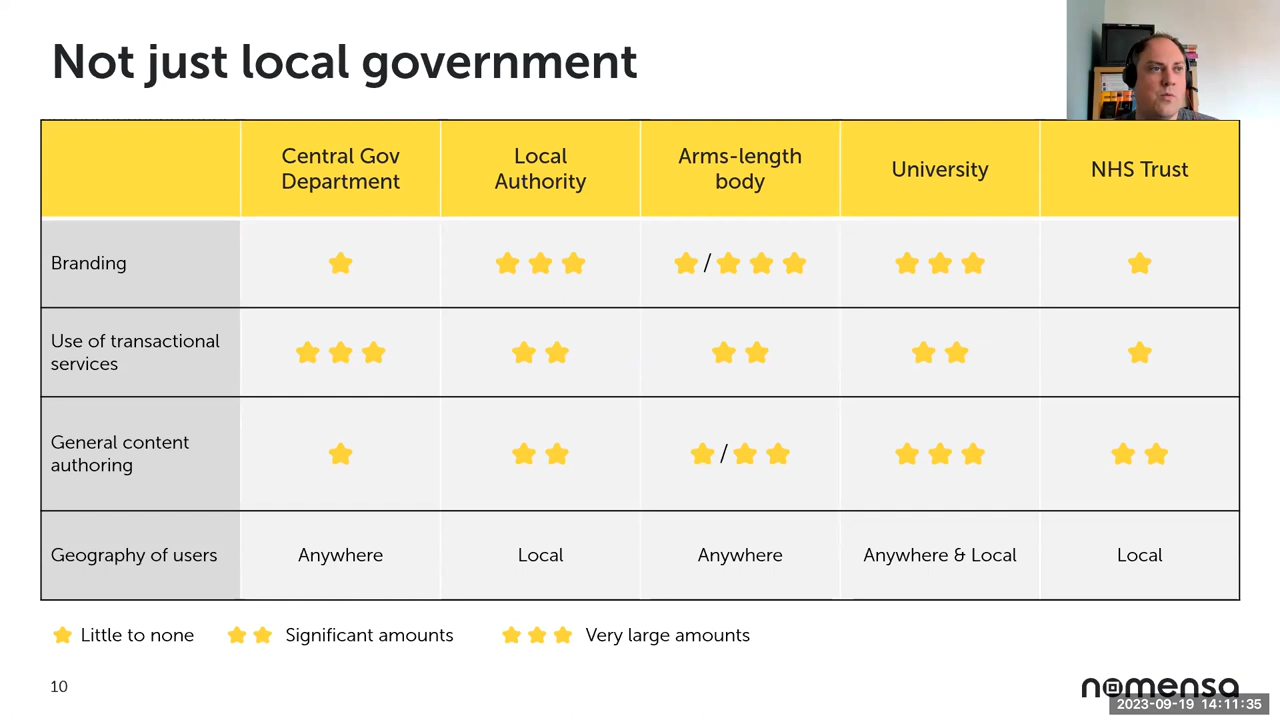 Not just local government
Central Gov
Department
Local
Authority
Arms-length
body
University
NHS Trust
Branding
/
Use of transactional
services
General content
authoring
/
Geography of users
Anywhere
Local
Anywhere
Anywhere & Local
Local
Little to none
Significant amounts
Very large amounts
10
nomensa
2023-09-19 14:11:35